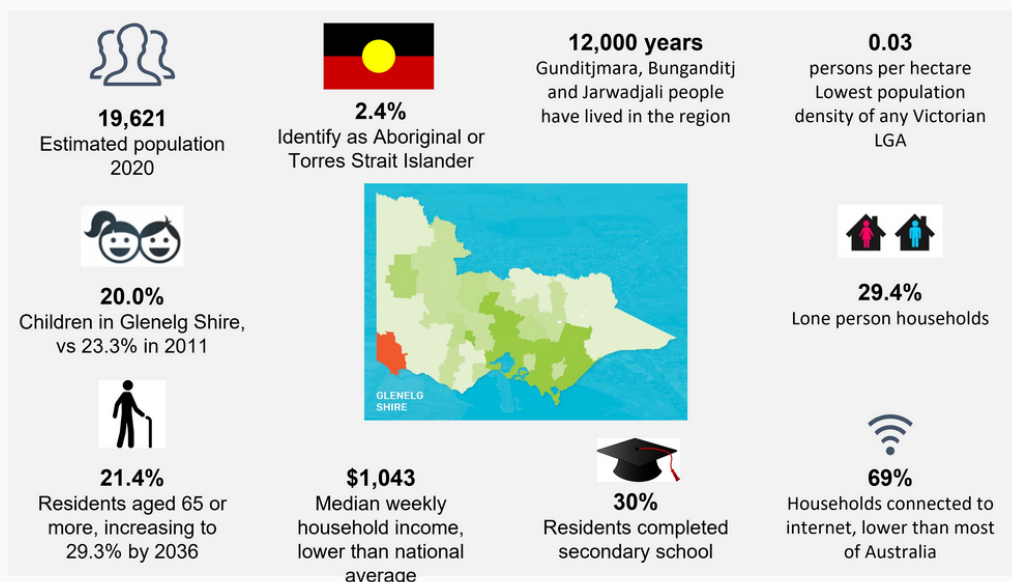 19,621
Estimated population
2020
2.4%
Identify as Aboriginal or
Torres Strait Islander
12,000 years
Gunditjmara, Bunganditj
and Jarwadjali people
have lived in the region
0.03
persons per hectare
Lowest population
density of any Victorian
LGA
20.0%
Children in Glenelg Shire,
vs 23.3% in 2011
GLENELG
SHIRE
29.4%
Lone person households
21.4%
Residents aged 65 or
more, increasing to
29.3% by 2036
$1,043
Median weekly
household income,
lower than national
average
30%
Residents completed
secondary school
69%
Households connected to
internet, lower than most
of Australia